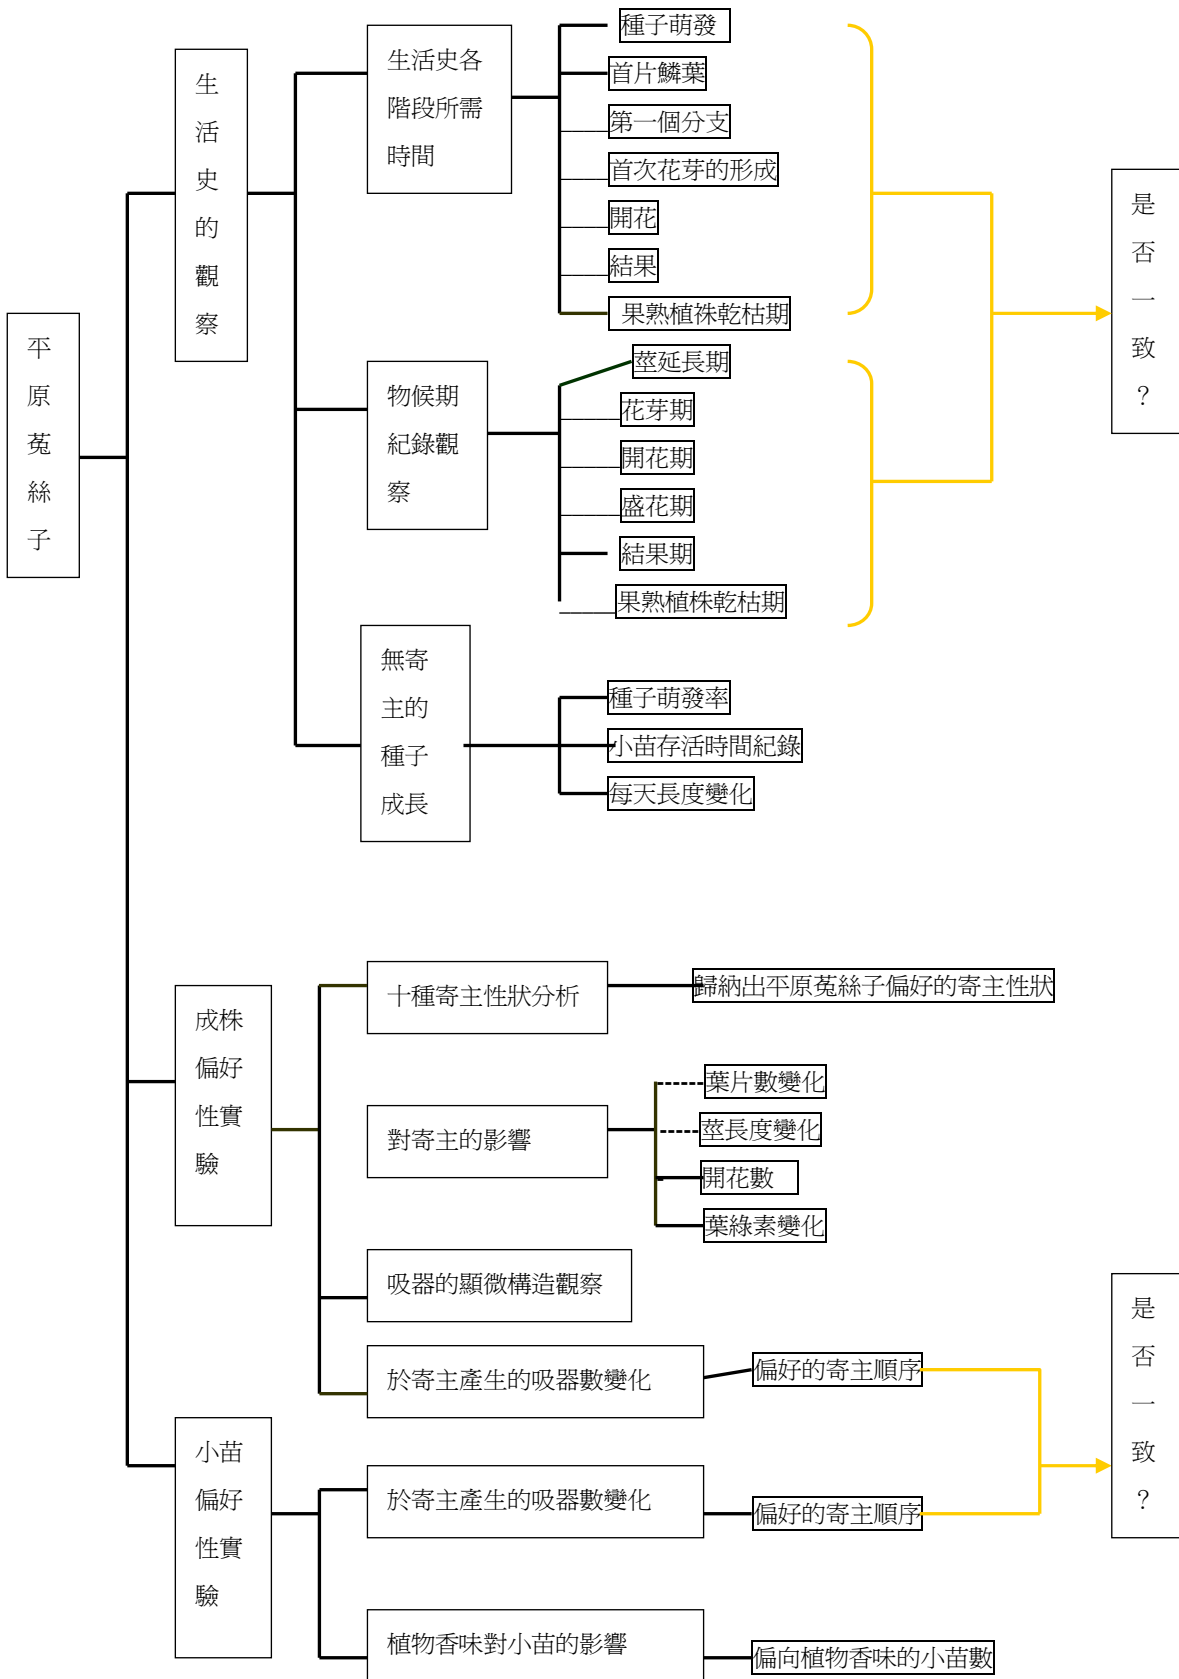 平原菟絲子
生活史的觀察
生活史各
階段所需
時間
種子萌發
首片鱗葉
第一個分支
首次花芽的形成
開花
結果
果熟植袾乾枯期
物候期
紀錄觀
察
莖延長期
花芽期
開花期
盛花期
結果期
果熟植株乾枯期
是否一致？
無寄
主的
種子
成長
種子萌發率
小苗存活時間紀錄
每天長度變化
成株
偏好
性實
驗
十種寄主性狀分析
歸納出平原菟絲子偏好的寄主性狀
對寄主的影響
葉片數變化
莖長度變化
開花數
葉綠素變化
吸器的顯微構造觀察
於寄主產生的吸器數變化
偏好的寄主順序
小苗
偏好
性實
驗
於寄主產生的吸器數變化
偏好的寄主順序
是否一致？
植物香味對小苗的影響
偏向植物香味的小苗數